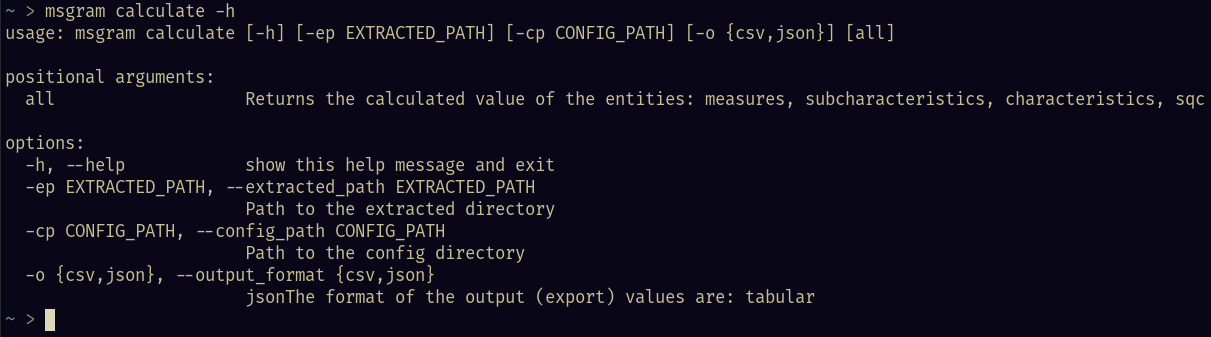 ~ > msgram calculate -h
usage: msgram calculate [-h] [-ep EXTRACTED_PATH] [-cp CONFIG_PATH] [-o {csv,json}] [all]
positional arguments:
all Returns the calculated value of the entities: measures, subcharacteristics, characteristics, sqc
options:
-h, --help show this help message and exit
-ep EXTRACTED_PATH, --extracted_path EXTRACTED_PATH
Path to the extracted directory
-cp CONFIG_PATH, --config_path CONFIG_PATH
Path to the config directory
-o {csv,json}, --output_format {csv,json}
jsonThe format of the output (export) values are: tabular
~ >